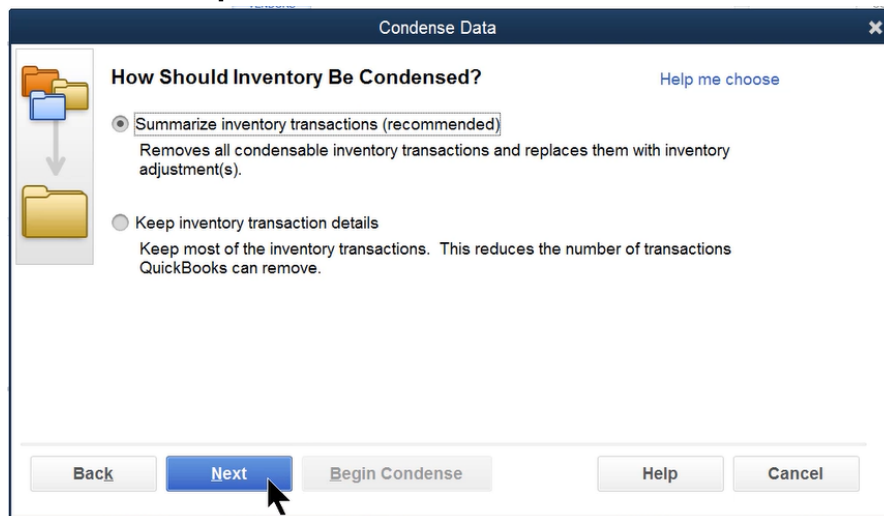 Condense Data
How Should Inventory Be Condensed?
Help me choose
Summarize inventory transactions (recommended)
Removes all condensable inventory transactions and replaces them with inventory
adjustment(s).
Keep inventory transaction details
Keep most of the inventory transactions. This reduces the number of transactions
QuickBooks can remove.
Back
Next
Begin Condense
Help
Cancel